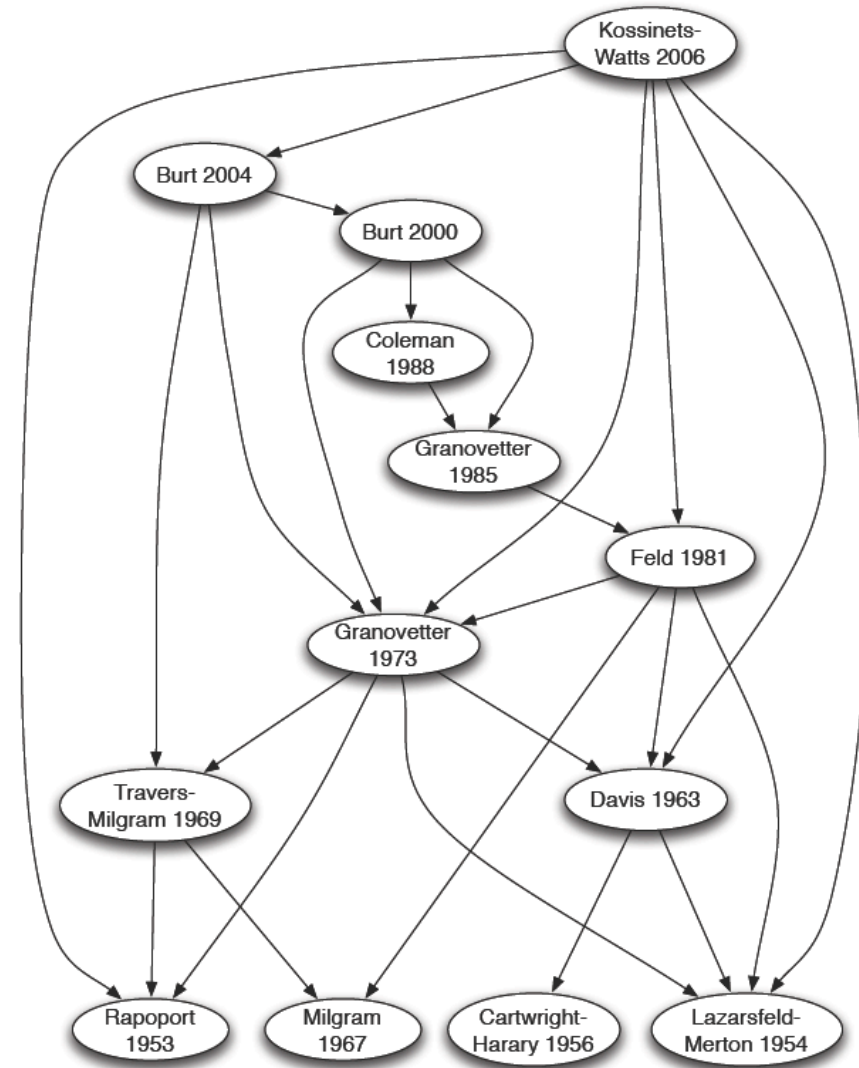 Kossinets-
Watts 2006
Burt 2004
Burt 2000
Coleman
1988
Granovetter
1985
Feld 1981
Granovetter
1973
Travers-
Milgram 1969
Davis 1963
Rapoport
1953
Milgram
1967
Cartwright-
Harary 1956
Lazarsfeld-
Merton 1954